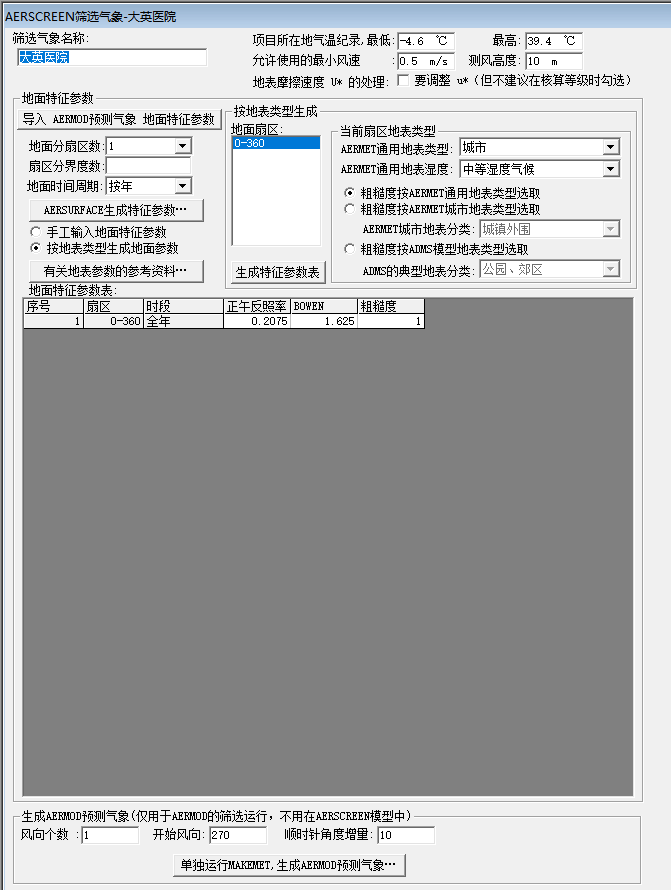 AERSCREEN筛选气象-大英医院
筛选气象名称:
大英医院
项目所在地气温纪录,最低: -4.6 ℃ 最高: 39.4 ℃
允许使用的最小风速 : 0.5 m/s 测风高度: 10 m
地表摩擦速度 U* 的处理: 要调整 u*（但不建议在核算等级时勾选）
地面特征参数
导入 AERMOD预测气象 地面特征参数
地面分扇区数: 1
扇区分界度数:
地面时间周期: 按年
AERSURFACE生成特征参数…
手工输入地面特征参数
按地表类型生成地面参数
有关地表参数的参考资料…
按地表类型生成
地面扇区:
0-360
生成特征参数表
当前扇区地表类型
AERMET通用地表类型: 城市
AERMET通用地表湿度: 中等湿度气候
粗糙度按AERMET通用地表类型选取
粗糙度按AERMET城市地表类型选取
AERMET城市地表分类: 城镇外围
粗糙度按ADMS模型地表类型选取
ADMS的典型地表分类: 公园、郊区
地面特征参数表:
序号 扇区 时段 正午反照率 BOWEN 粗糙度
1 0-360 全年 0.2075 1.625 1
生成AERMOD预测气象(仅用于AERMOD的筛选运行，不用在AERSCREEN模型中)
风向个数 : 1 开始风向: 270 顺时针角度增量: 10
单独运行MAKEMET,生成AERMOD预测气象…